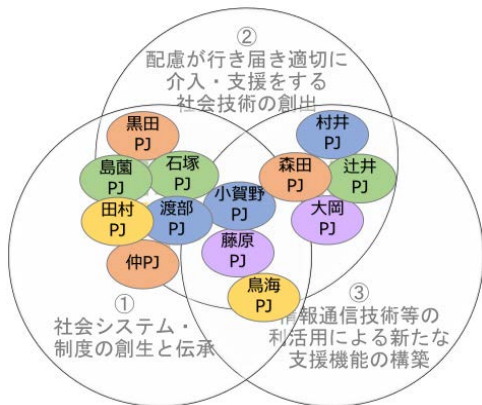 ②
配慮が行き届き適切に
介入・支援をする
社会技術の創出
黒田
PJ
村井
PJ
島薗
PJ
石塚
PJ
森田
PJ
辻井
PJ
田村
PJ
渡部
PJ
小賀野
PJ
大岡
PJ
藤原
PJ
仲PJ
鳥海
PJ
①
社会システム・
制度の創生と伝承
③
情報通信技術等の
利活用による新たな
支援機能の構築